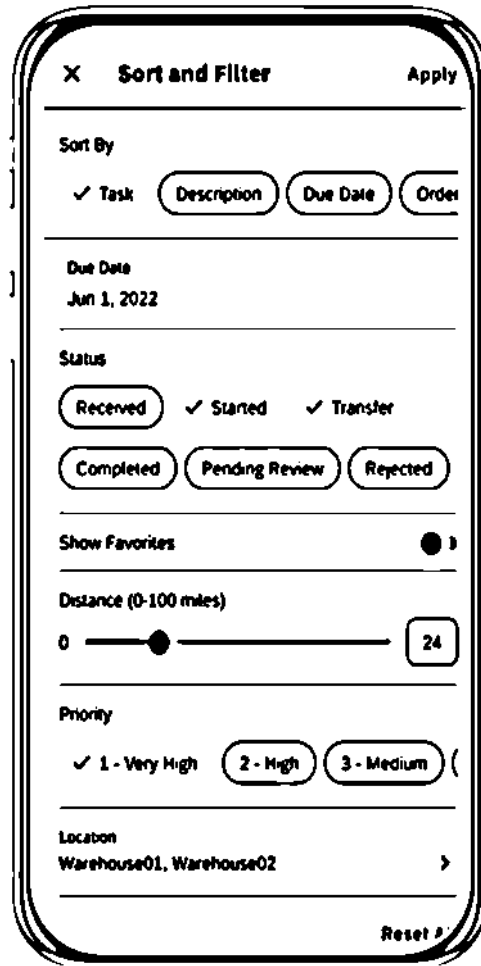 Sort and Filter Apply
Sort By
Task Description Due Date Order
Due Date
Jun 1, 2022
Status
Received Started Transfer
Completed Pending Review Rejected
Show Favorites
Distance (0-100 miles)
0 24
Priority
1 - Very High 2 - High 3 - Medium
Location
Warehouse01, Warehouse02
Reset